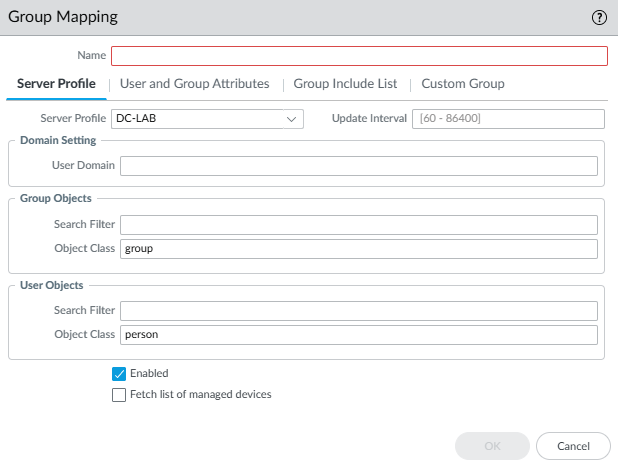 Group Mapping
?
Name
Server Profile User and Group Attributes Group Include List Custom Group
Server Profile DC-LAB Update Interval [60 - 86400]
Domain Setting
User Domain
Group Objects
Search Filter
Object Class group
User Objects
Search Filter
Object Class person
Enabled
Fetch list of managed devices
OK Cancel